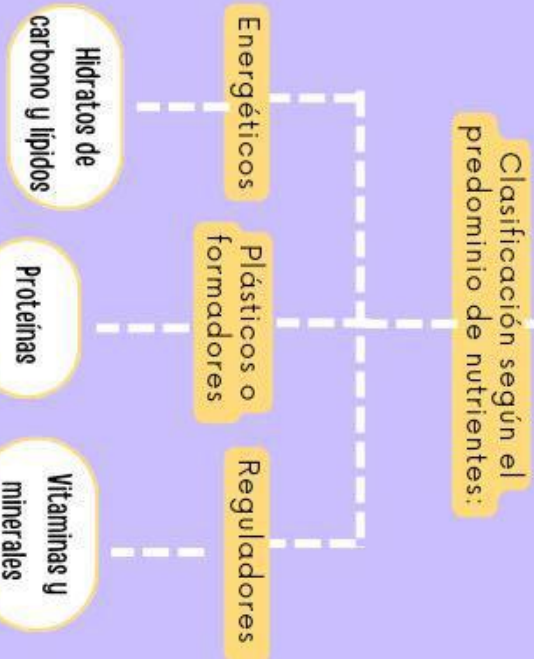 Clasificación según el
predominio de nutrientes:
Energéticos
Plásticos o
formadores
Reguladores
Hidratos de
carbono y lípidos
Proteínas
Vitaminas y
minerales